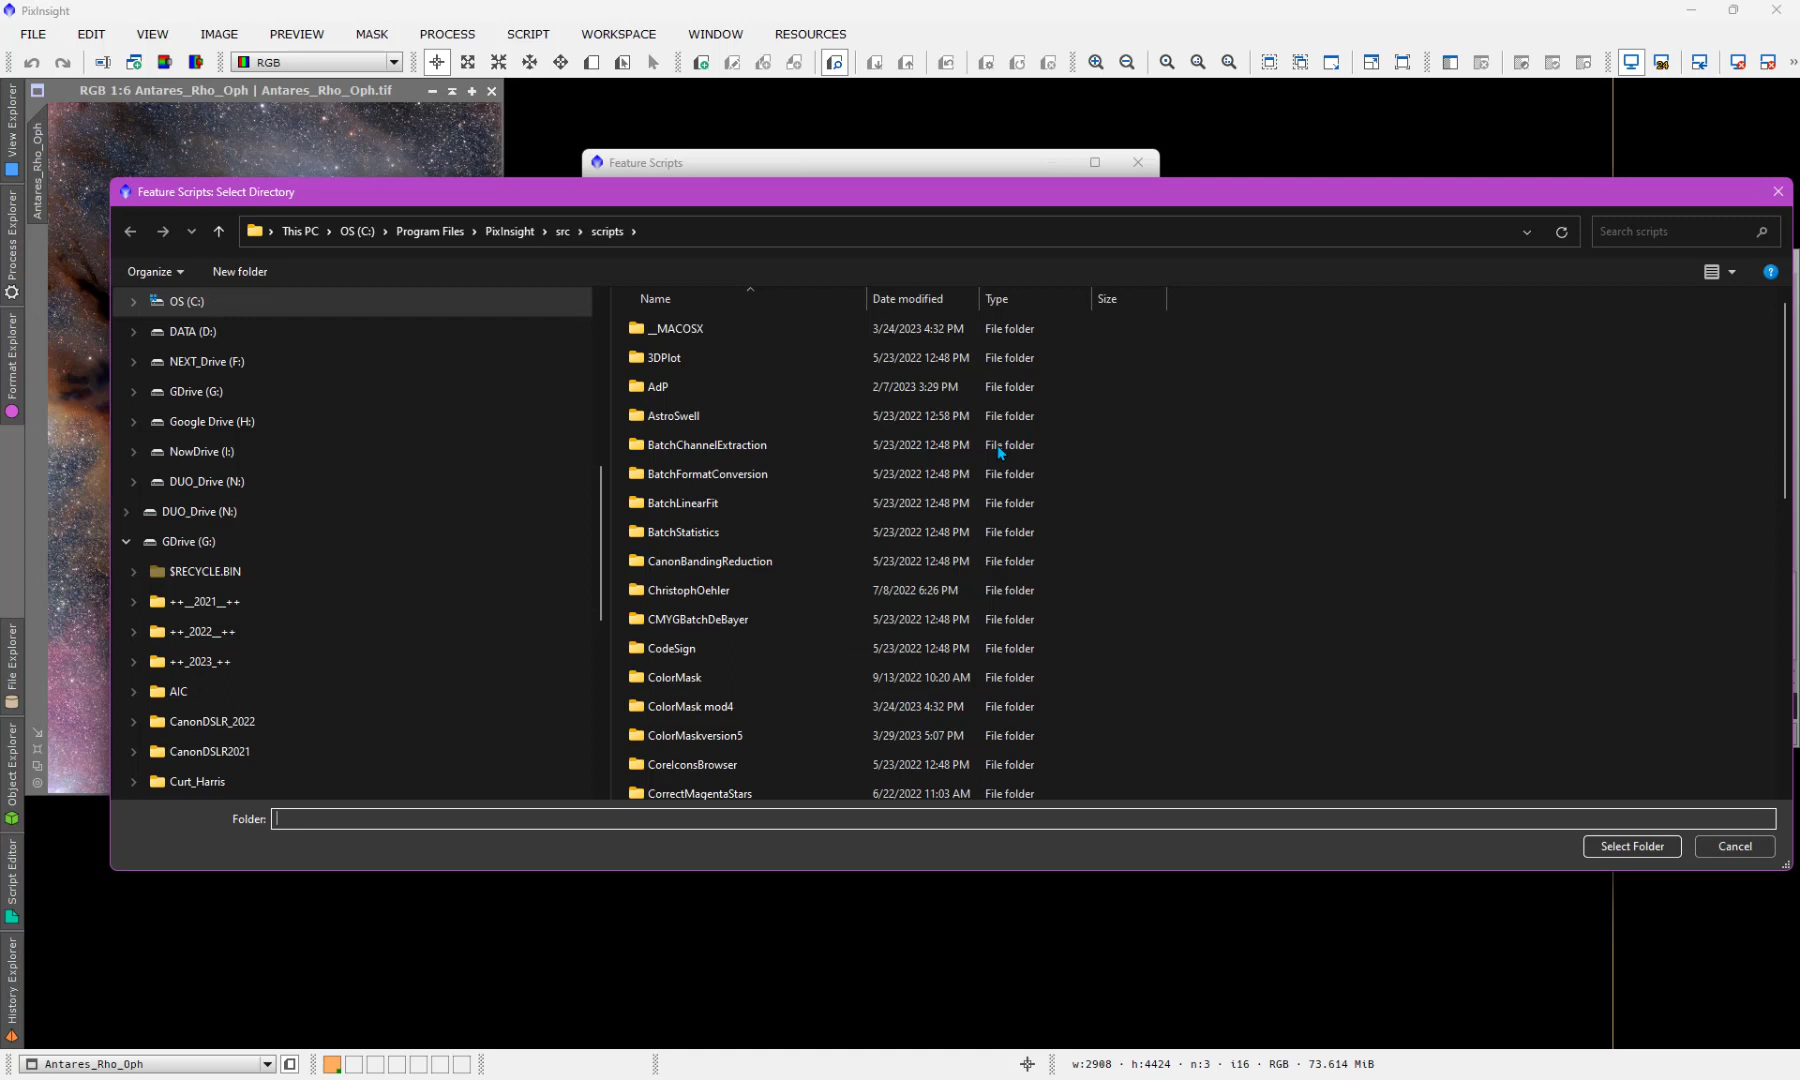 PixInsight
FILE EDIT VIEW IMAGE PREVIEW MASK PROCESS SCRIPT WORKSPACE WINDOW RESOURCES
RGB
RGB 1:6 Antares_Rho_Oph | Antares_Rho_Oph.tif
Antares_Rho_Oph
View Explorer
Process Explorer
Format Explorer
File Explorer
Object Explorer
Script Editor
History Explorer
Feature Scripts
Feature Scripts: Select Directory
This PC › OS (C:) › Program Files › PixInsight › src › scripts ›
Search scripts
Organize New folder
OS (C:)
DATA (D:)
NEXT_Drive (F:)
GDrive (G:)
Google Drive (H:)
NowDrive (I:)
DUO_Drive (N:)
DUO_Drive (N:)
GDrive (G:)
$RECYCLE.BIN
++__2021__++
++_2022__++
++_2023_++
AIC
CanonDSLR_2022
CanonDSLR2021
Curt_Harris
Name Date modified Type Size
__MACOSX 3/24/2023 4:32 PM File folder
3DPlot 5/23/2022 12:48 PM File folder
AdP 2/7/2023 3:29 PM File folder
AstroSwell 5/23/2022 12:58 PM File folder
BatchChannelExtraction 5/23/2022 12:48 PM File folder
BatchFormatConversion 5/23/2022 12:48 PM File folder
BatchLinearFit 5/23/2022 12:48 PM File folder
BatchStatistics 5/23/2022 12:48 PM File folder
CanonBandingReduction 5/23/2022 12:48 PM File folder
ChristophOehler 7/8/2022 6:26 PM File folder
CMYGBatchDeBayer 5/23/2022 12:48 PM File folder
CodeSign 5/23/2022 12:48 PM File folder
ColorMask 9/13/2022 10:20 AM File folder
ColorMask mod4 3/24/2023 4:32 PM File folder
ColorMaskversion5 3/29/2023 5:07 PM File folder
CoreIconsBrowser 5/23/2022 12:48 PM File folder
CorrectMagentaStars 6/22/2022 11:03 AM File folder
Folder:
Select Folder Cancel
Antares_Rho_Oph
w:2908 · h:4424 · n:3 · i16 · RGB · 73.614 MiB